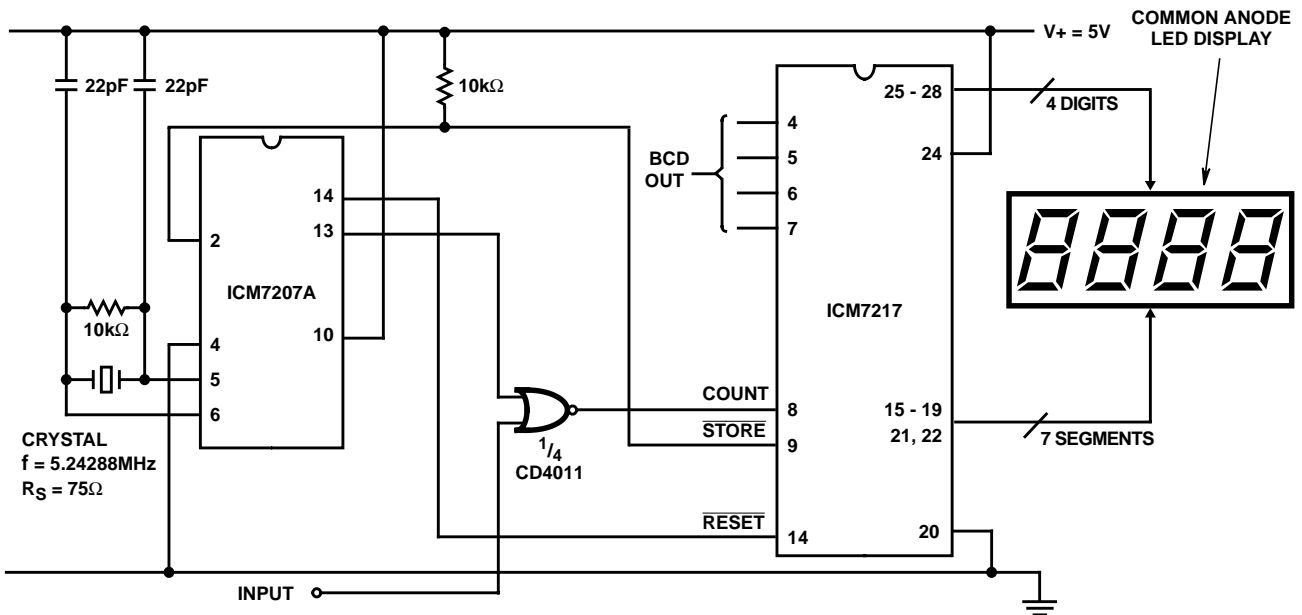 COMMON ANODE
LED DISPLAY
V+ = 5V
22pF
22pF
10kΩ
25 - 28
4 DIGITS
4
5
6
7
BCD
OUT
24
14
13
2
ICM7207A
ICM7217
10kΩ
10
4
5
6
COUNT
8
15 - 19
21, 22
7 SEGMENTS
STORE
9
1/4
CD4011
CRYSTAL
f = 5.24288MHz
RS = 75Ω
RESET
14
20
INPUT
8888